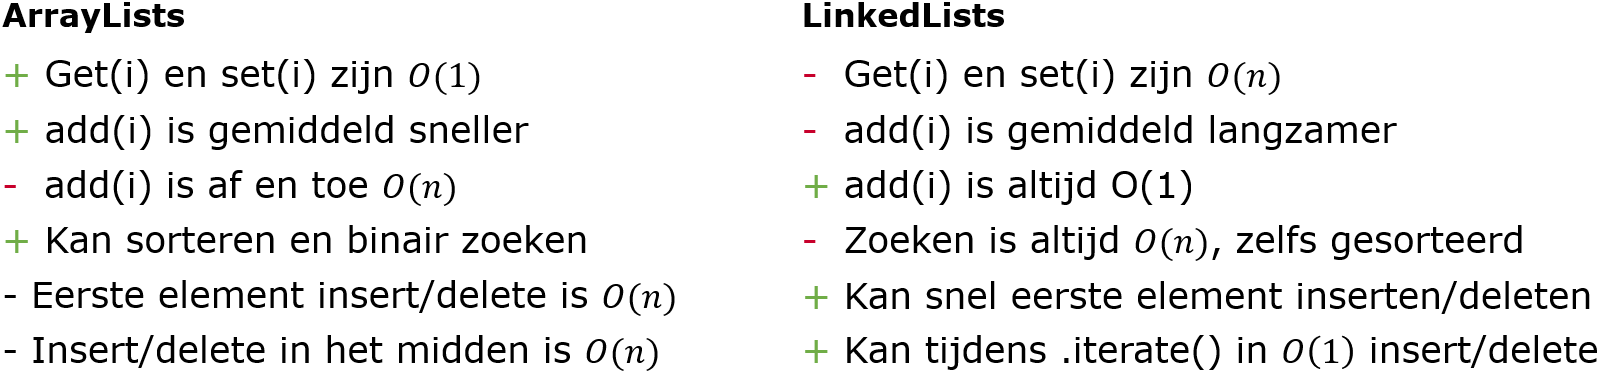 ArrayLists
+ Get(i) en set(i) zijn O(1)
+ add(i) is gemiddeld sneller
- add(i) is af en toe O(n)
+ Kan sorteren en binair zoeken
- Eerste element insert/delete is O(n)
- Insert/delete in het midden is O(n)
LinkedLists
- Get(i) en set(i) zijn O(n)
- add(i) is gemiddeld langzamer
+ add(i) is altijd O(1)
- Zoeken is altijd O(n), zelfs gesorteerd
+ Kan snel eerste element inserten/deleten
+ Kan tijdens .iterate() in O(1) insert/delete